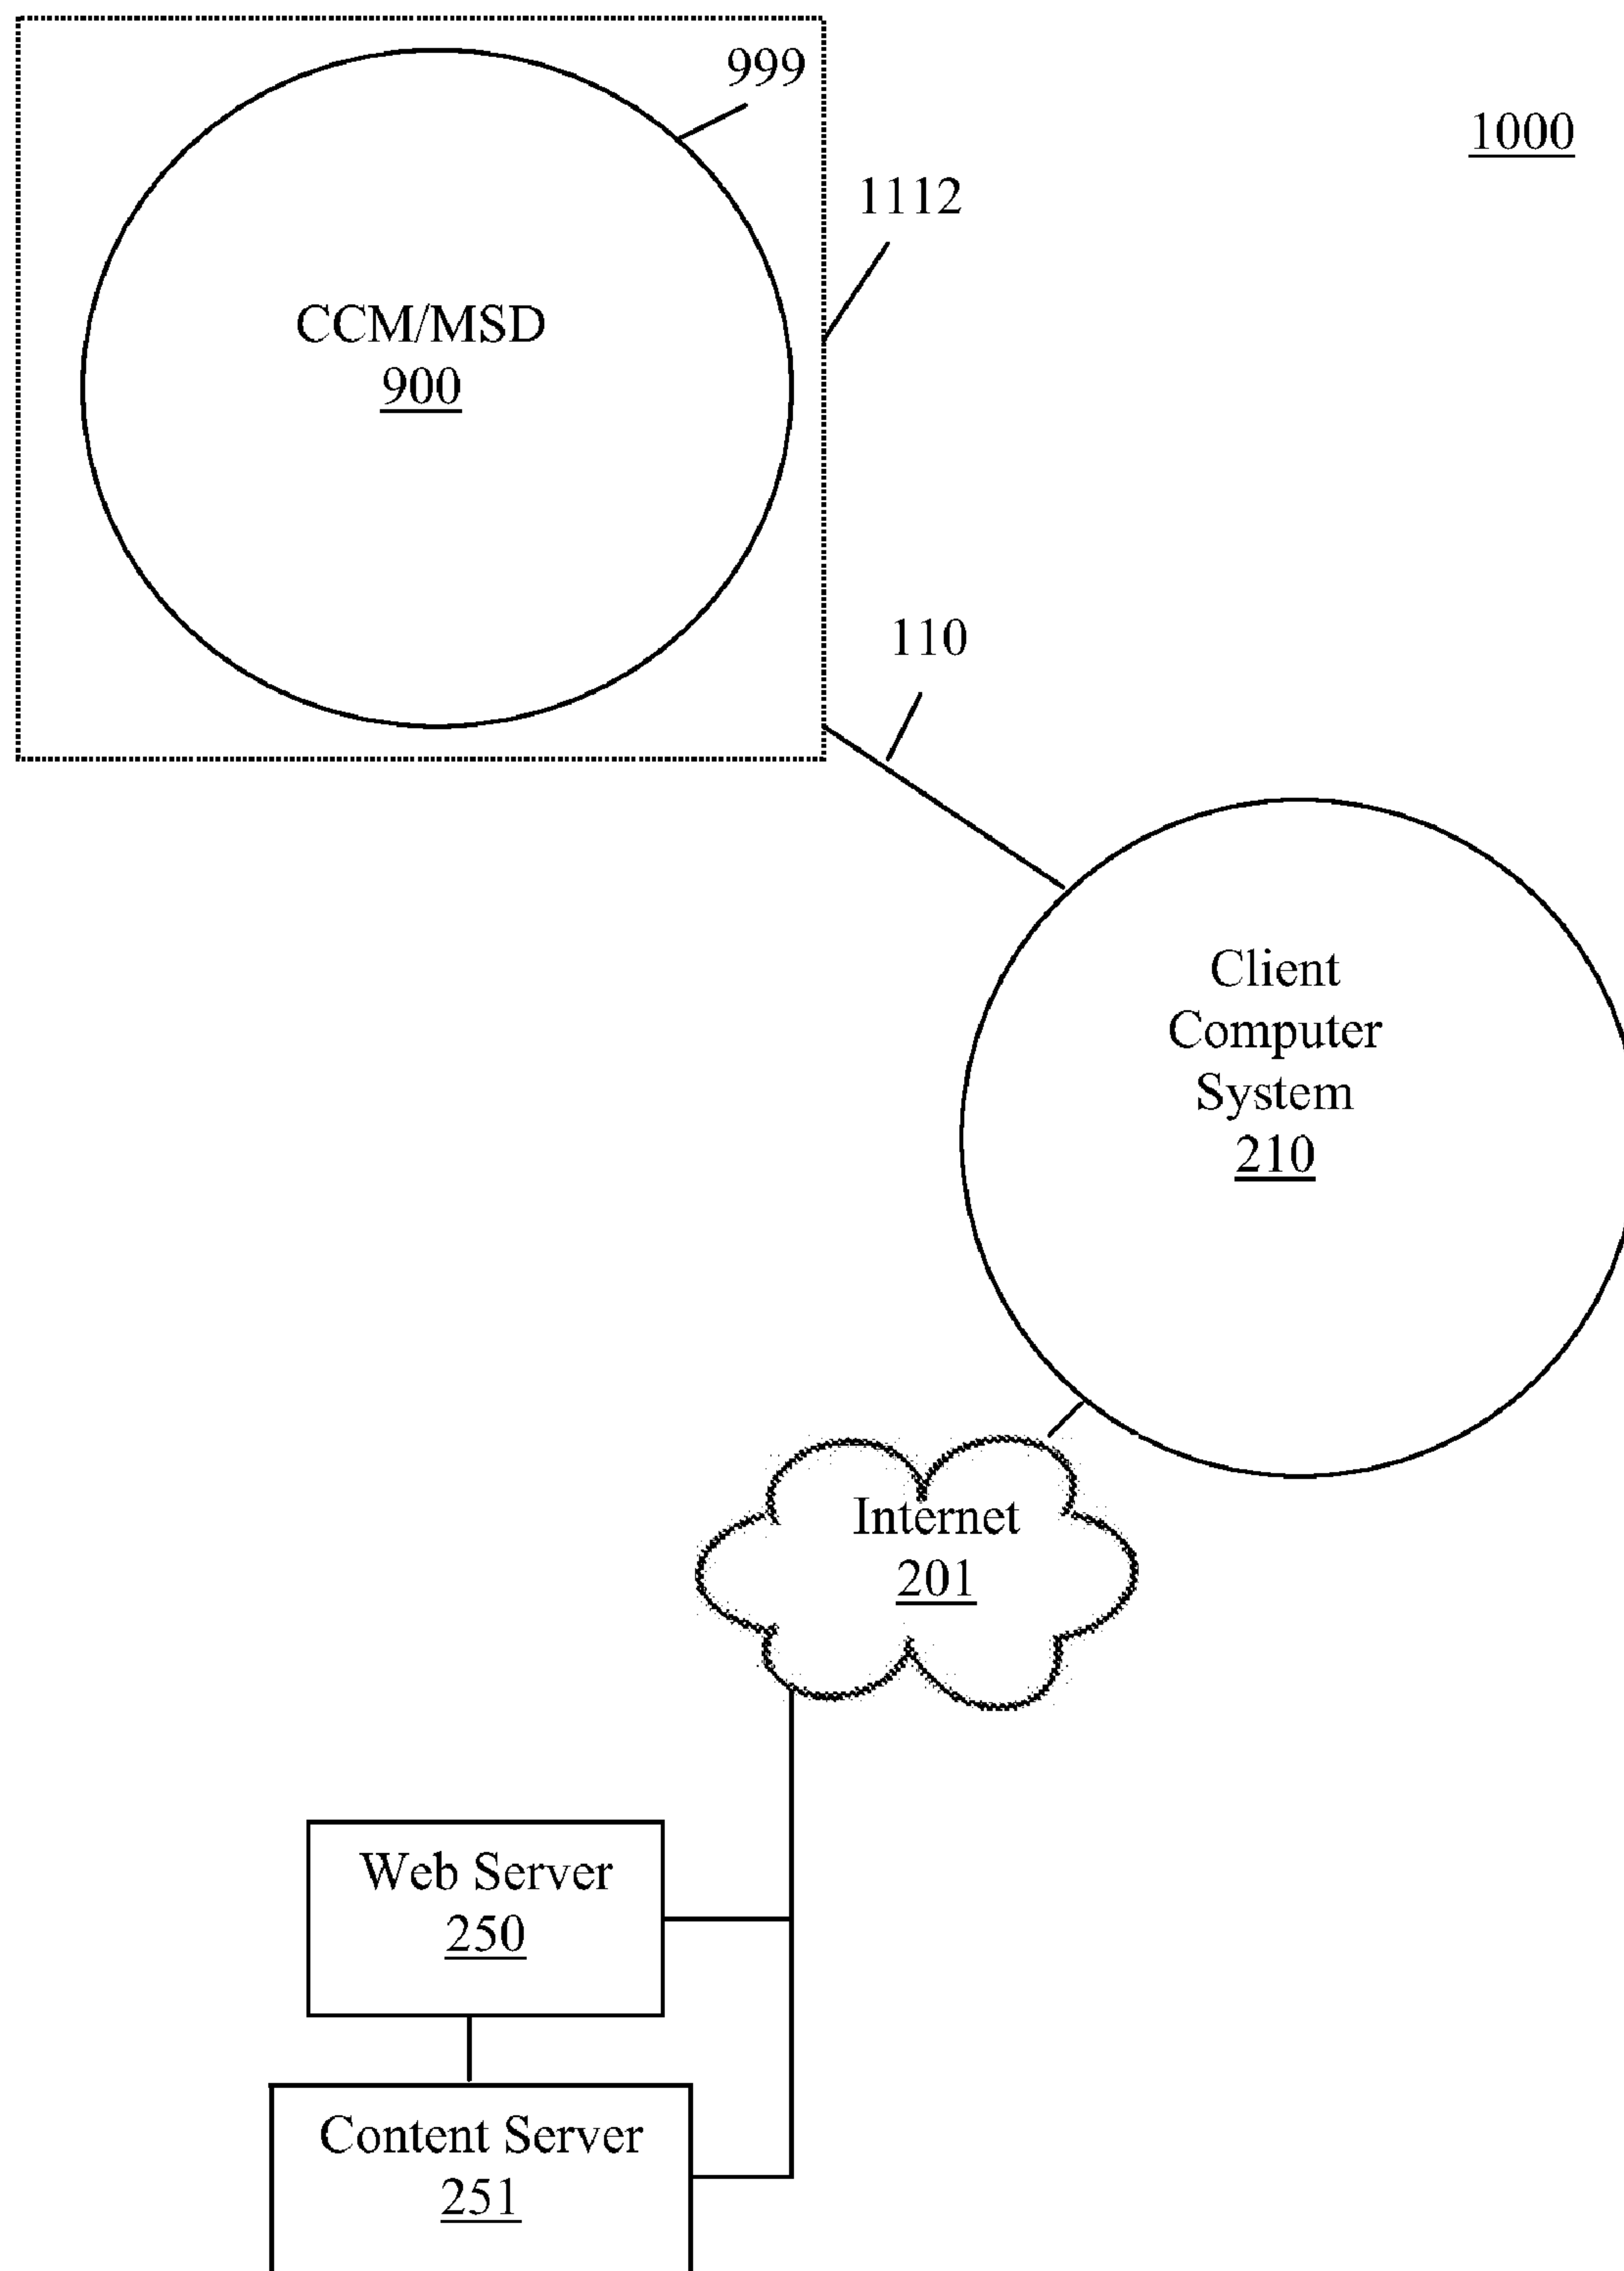 999
1000
1112
CCM/MSD
900
110
Client
Computer
System
210
Internet
201
Web Server
250
Content Server
251